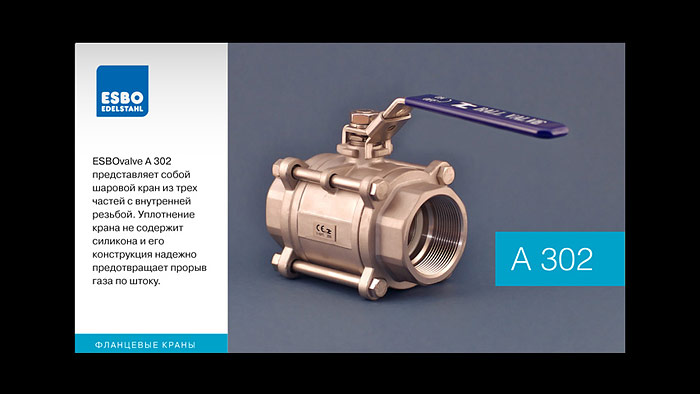 ESBO
EDELSTAHL
ESBOvalve A 302
представляет собой
шаровой кран из трех
частей с внутренней
резьбой. Уплотнение
крана не содержит
силикона и его
конструкция надежно
предотвращает прорыв
газа по штоку.
ФЛАНЦЕВЫЕ КРАНЫ
CE
A 302